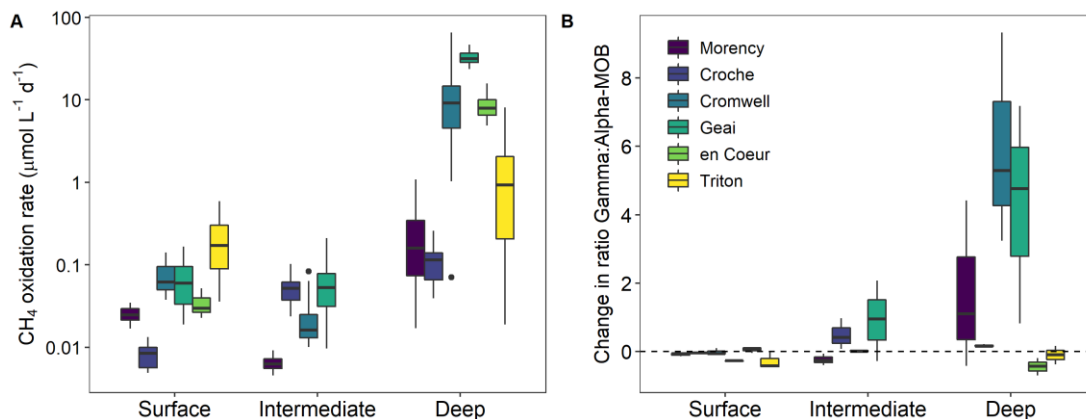 A
CH₄ oxidation rate (μmol L⁻¹ d⁻¹)
100
10
1
0.1
0.01
Surface
Intermediate
Deep
B
Change in ratio Gamma:Alpha-MOB
8
6
4
2
0
Morency
Croche
Cromwell
Geai
en Coeur
Triton
Surface
Intermediate
Deep